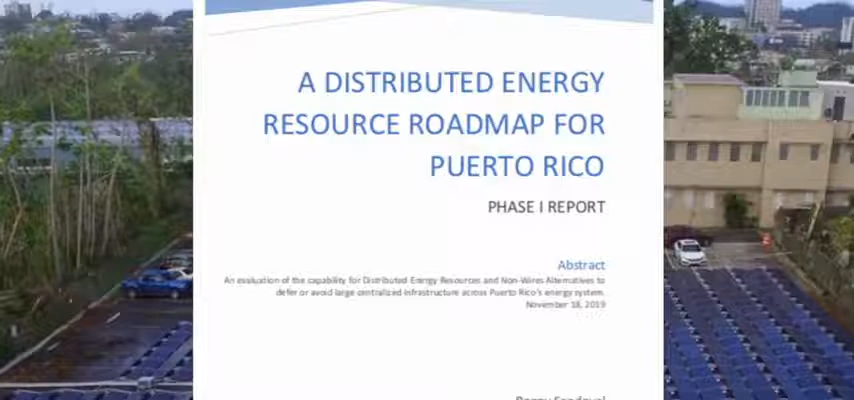 A DISTRIBUTED ENERGY
RESOURCE ROADMAP FOR
PUERTO RICO
PHASE I REPORT
Abstract
An evaluation of the capability for Distributed Energy Resources and Non-Wires Alternatives to
defer or avoid large centralized infrastructure across Puerto Rico's energy system.
November 18, 2019